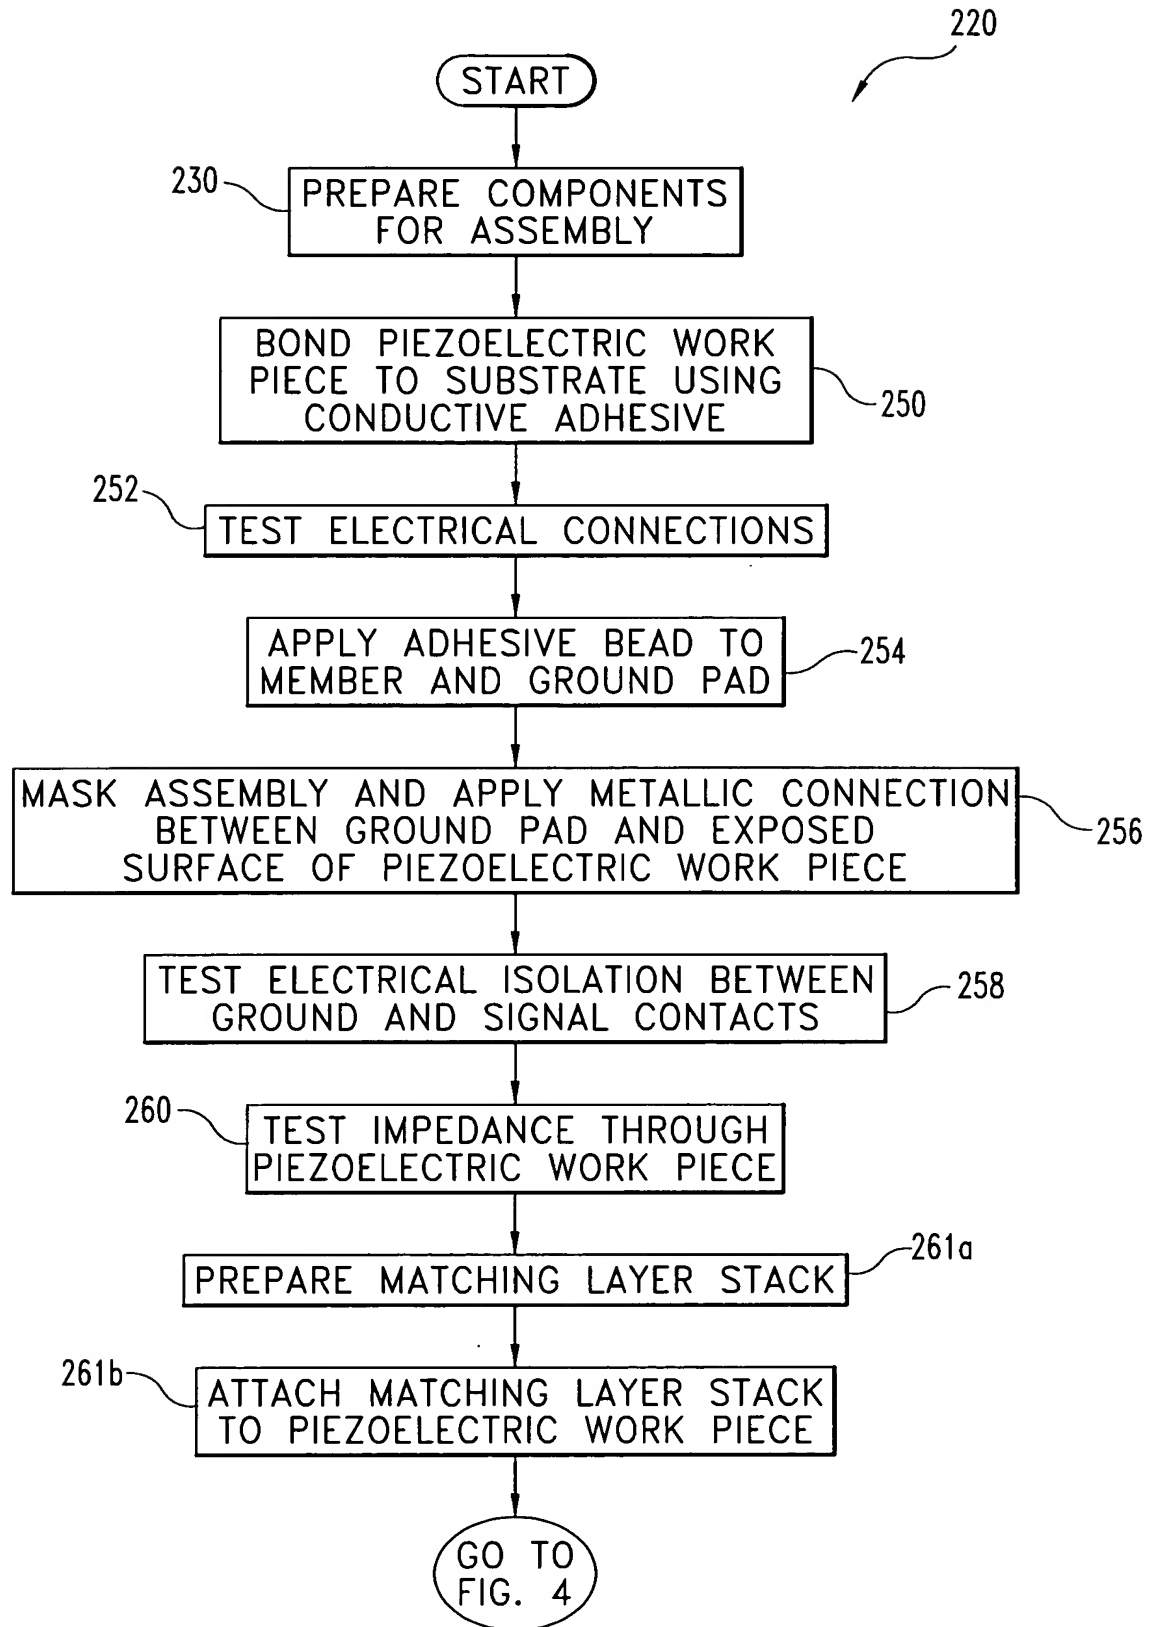 220
START
230
PREPARE COMPONENTS
FOR ASSEMBLY
BOND PIEZOELECTRIC WORK
PIECE TO SUBSTRATE USING
CONDUCTIVE ADHESIVE
250
252
TEST ELECTRICAL CONNECTIONS
APPLY ADHESIVE BEAD TO
MEMBER AND GROUND PAD
254
MASK ASSEMBLY AND APPLY METALLIC CONNECTION
BETWEEN GROUND PAD AND EXPOSED
SURFACE OF PIEZOELECTRIC WORK PIECE
256
TEST ELECTRICAL ISOLATION BETWEEN
GROUND AND SIGNAL CONTACTS
258
260
TEST IMPEDANCE THROUGH
PIEZOELECTRIC WORK PIECE
261a
PREPARE MATCHING LAYER STACK
261b
ATTACH MATCHING LAYER STACK
TO PIEZOELECTRIC WORK PIECE
GO TO
FIG. 4